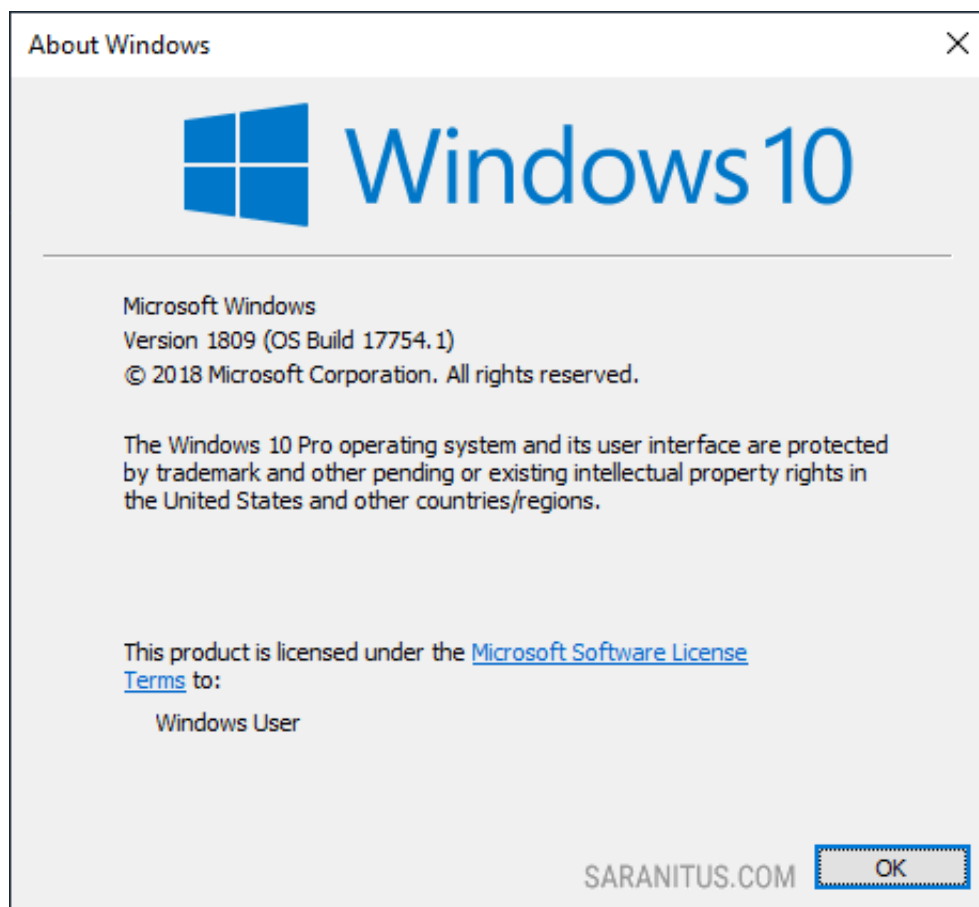 About Windows
Windows 10
Microsoft Windows
Version 1809 (OS Build 17754.1)
© 2018 Microsoft Corporation. All rights reserved.
The Windows 10 Pro operating system and its user interface are protected
by trademark and other pending or existing intellectual property rights in
the United States and other countries/regions.
This product is licensed under the Microsoft Software License
Terms to:
Windows User
SARANITUS.COM
OK